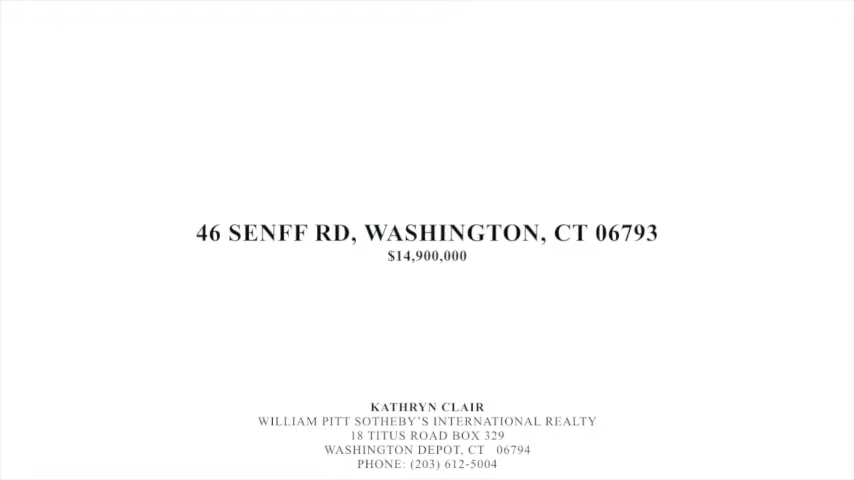 46 SENFF RD, WASHINGTON, CT 06793
$14,900,000
KATHRYN CLAIR
WILLIAM PITT SOTHEBY'S INTERNATIONAL REALTY
18 TITUS ROAD BOX 329
WASHINGTON DEPOT, CT 06794
PHONE: (203) 612-5004